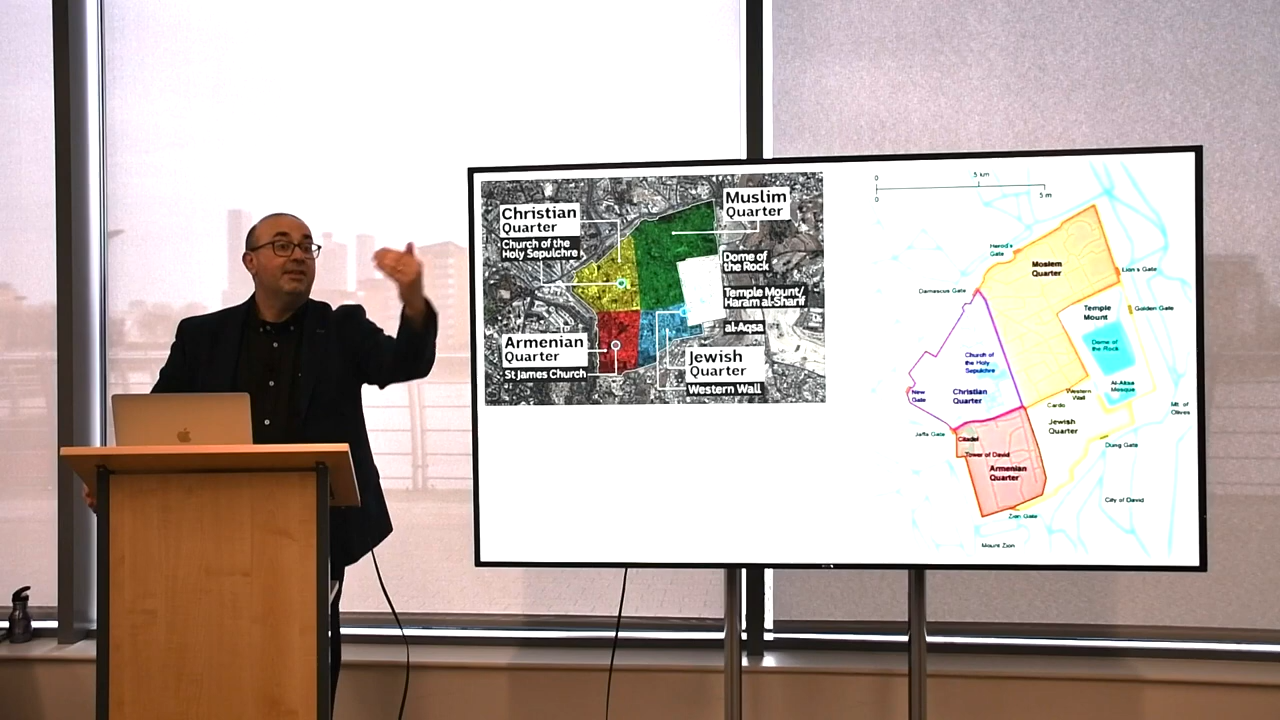 Christian
Quarter
Church of the
Holy Sepulchre
Muslim
Quarter
Dome of
the Rock
Temple Mount/
Haram al-Sharif
al-Aqsa
Armenian
Quarter
St James Church
Jewish
Quarter
Western Wall
0
.5 km
0
.5 m
Herod's
Gate
Moslem
Quarter
Lion's Gate
Damascus Gate
Temple
Mount
Golden Gate
Dome of
the Rock
Church of
the Holy
Sepulchre
New
Gate
Christian
Quarter
Western
Wall
Al-Aksa
Mosque
Cardo
Mt. of
Olives
Jaffa Gate
Jewish
Quarter
Citadel
Dung Gate
Tower of David
Armenian
Quarter
City of David
Zion Gate
Mount Zion